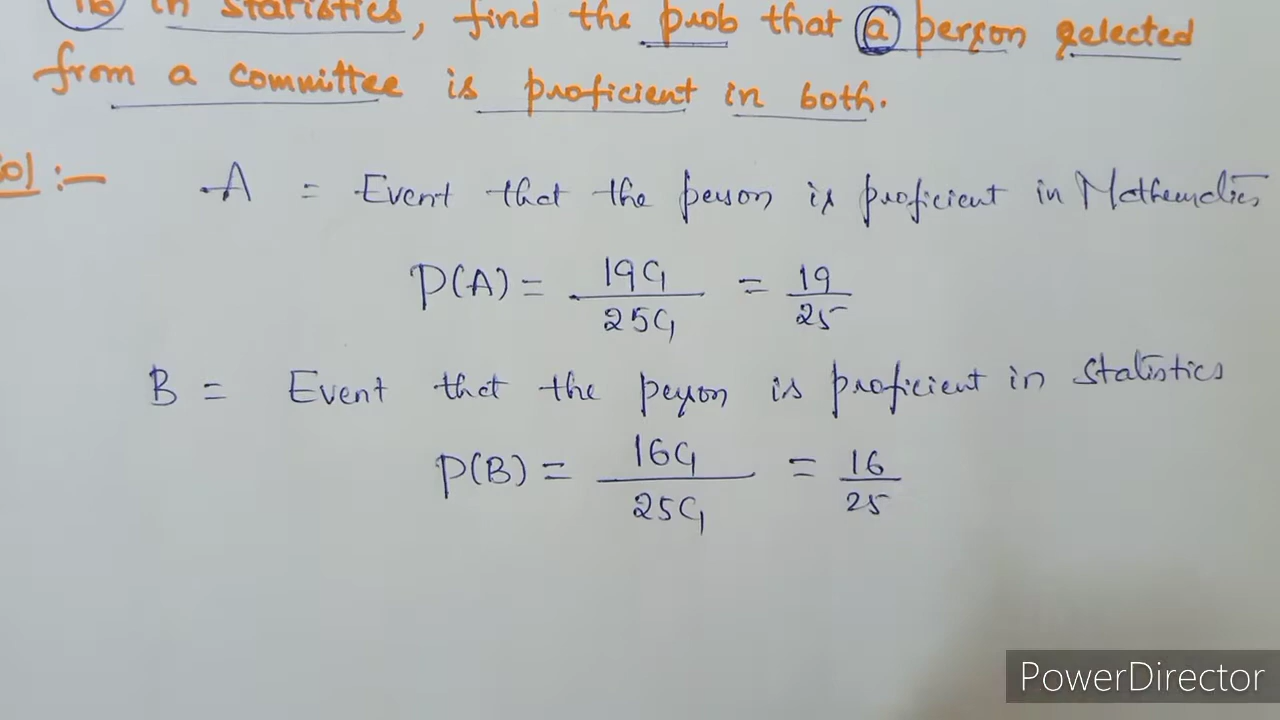 16 in statistics, find the prob that a person selected
from a committee is proficient in both.
Sol :-
A = Event that the person is proficient in Mathematics
P(A) = 19C1 / 25C1 = 19/25
B = Event that the person is proficient in Statistics
P(B) = 16C1 / 25C1 = 16/25
PowerDirector